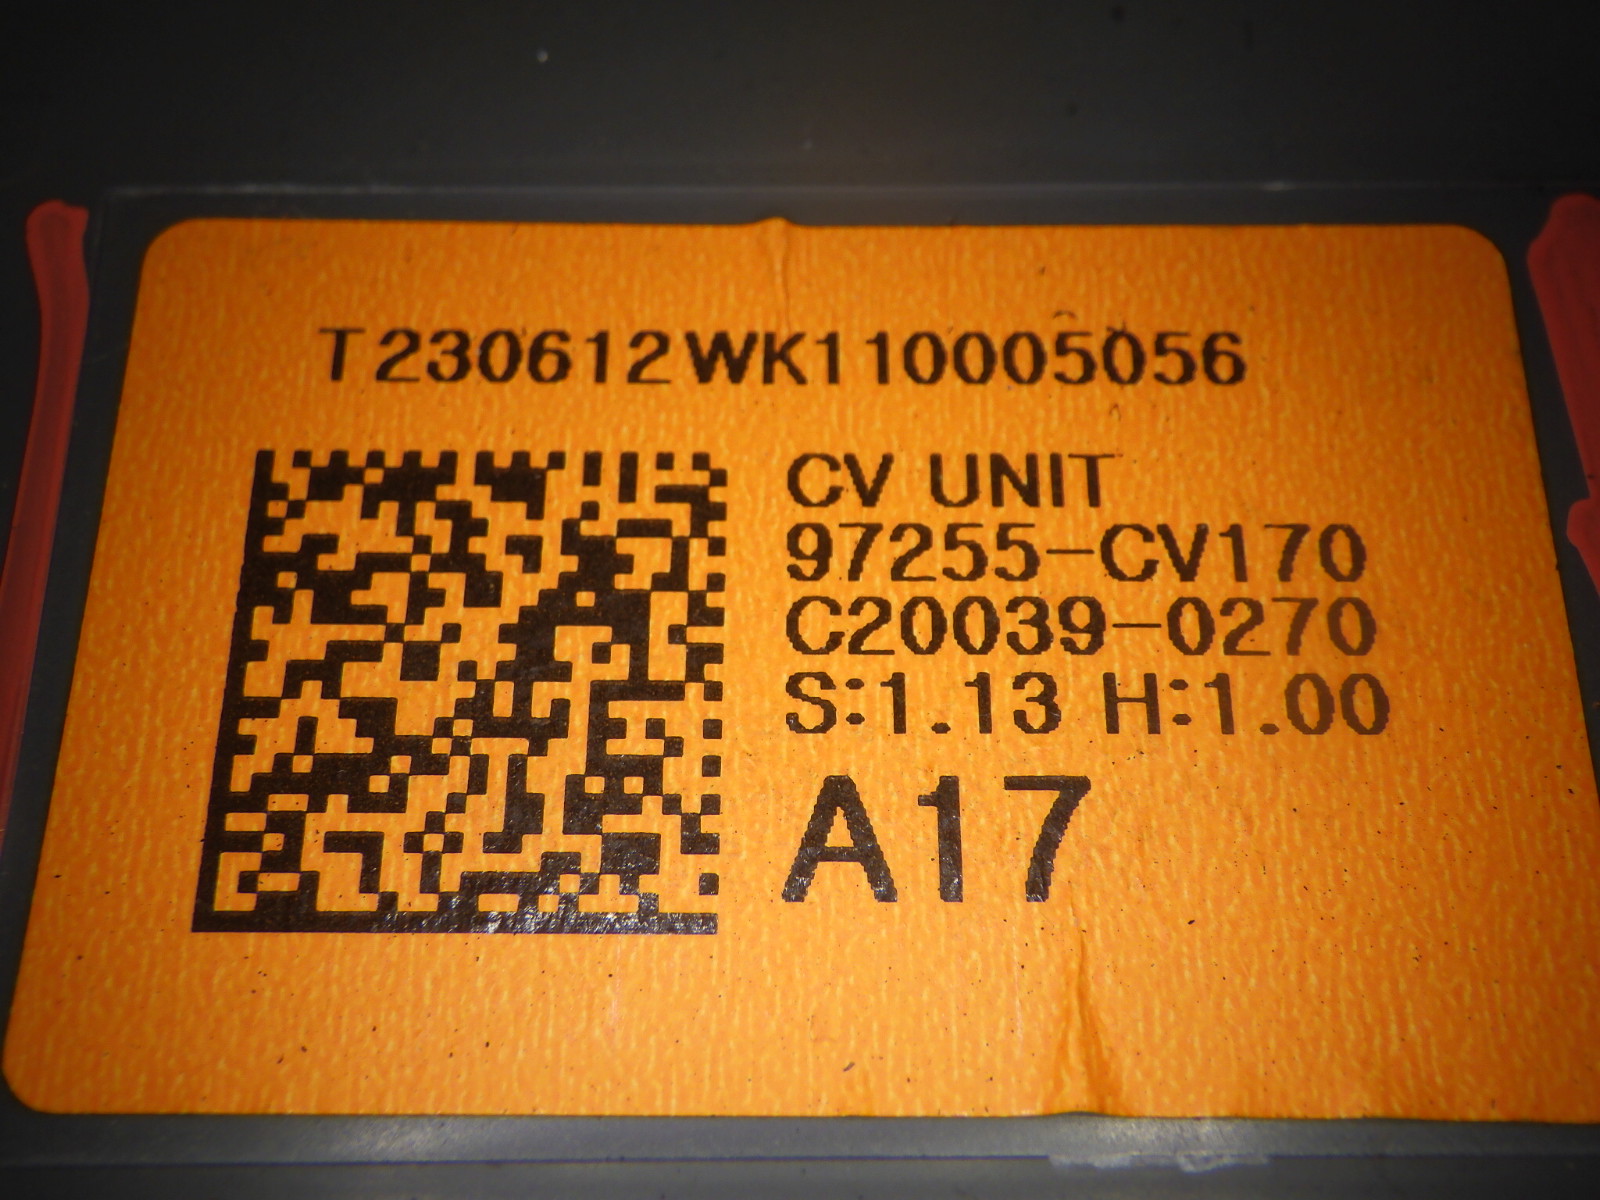 T230612WK110005056
CV UNIT
97255-CV170
C20039-0270
S:1.13 H:1.00
A17